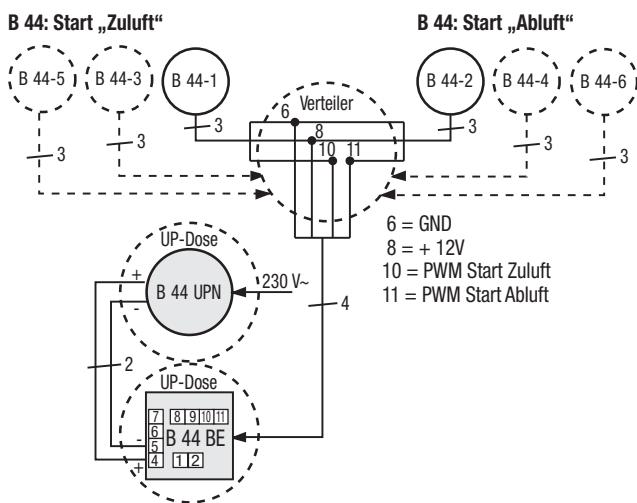 B 44: Start „Zuluft“
B 44: Start „Abluft“
B 44-5
B 44-3
B 44-1
B 44-2
B 44-4
B 44-6
Verteiler
6
8
10
11
3
3
3
3
3
3
6 = GND
8 = + 12V
10 = PWM Start Zuluft
11 = PWM Start Abluft
UP-Dose
+
B 44 UPN
230 V~
-
4
2
UP-Dose
7
8 9 10 11
6
B 44 BE
-
5
4
1 2
+